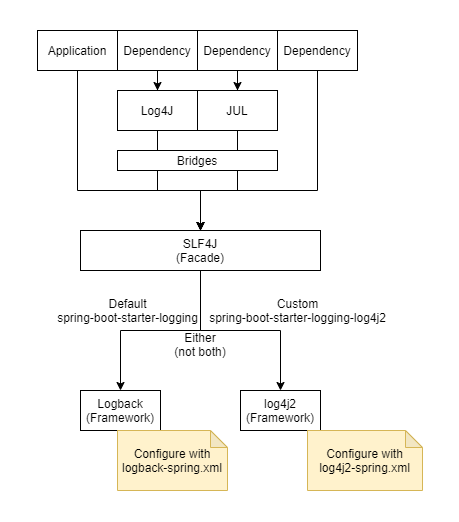 Application
Dependency
Dependency
Dependency
Log4J
JUL
Bridges
SLF4J
(Facade)
Default
spring-boot-starter-logging
Custom
spring-boot-starter-logging-log4j2
Either
(not both)
Logback
(Framework)
log4j2
(Framework)
Configure with
logback-spring.xml
Configure with
log4j2-spring.xml